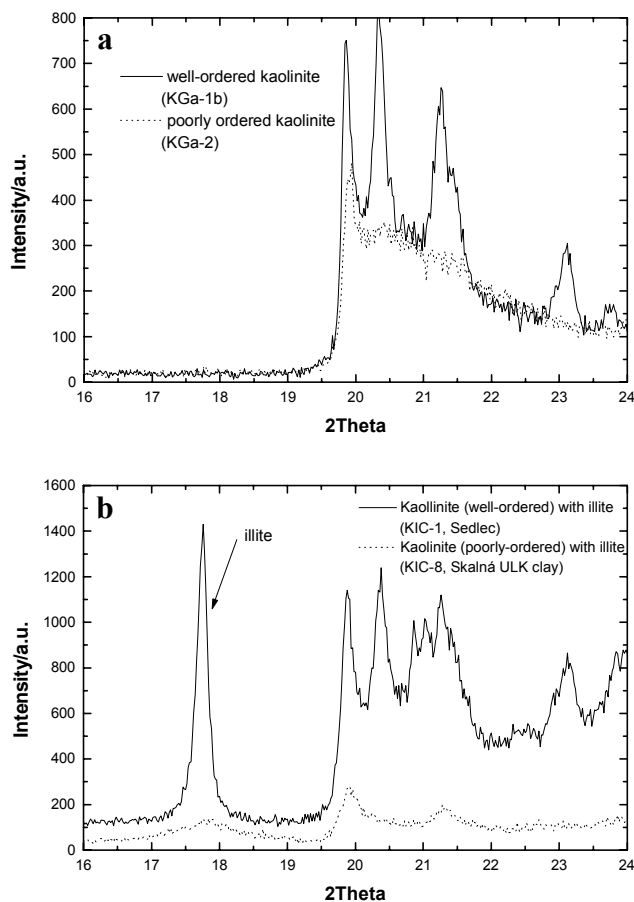 a
well-ordered kaolinite
(KGa-1b)
poorly ordered kaolinite
(KGa-2)
800
700
600
500
400
300
200
100
0
Intensity/a.u.
16 17 18 19 20 21 22 23 24
2Theta
b
Kaollinite (well-ordered) with illite
(KIC-1, Sedlec)
Kaolinite (poorly-ordered) with illite
(KIC-8, Skalná ULK clay)
illite
1600
1400
1200
1000
800
600
400
200
0
Intensity/a.u.
16 17 18 19 20 21 22 23 24
2Theta